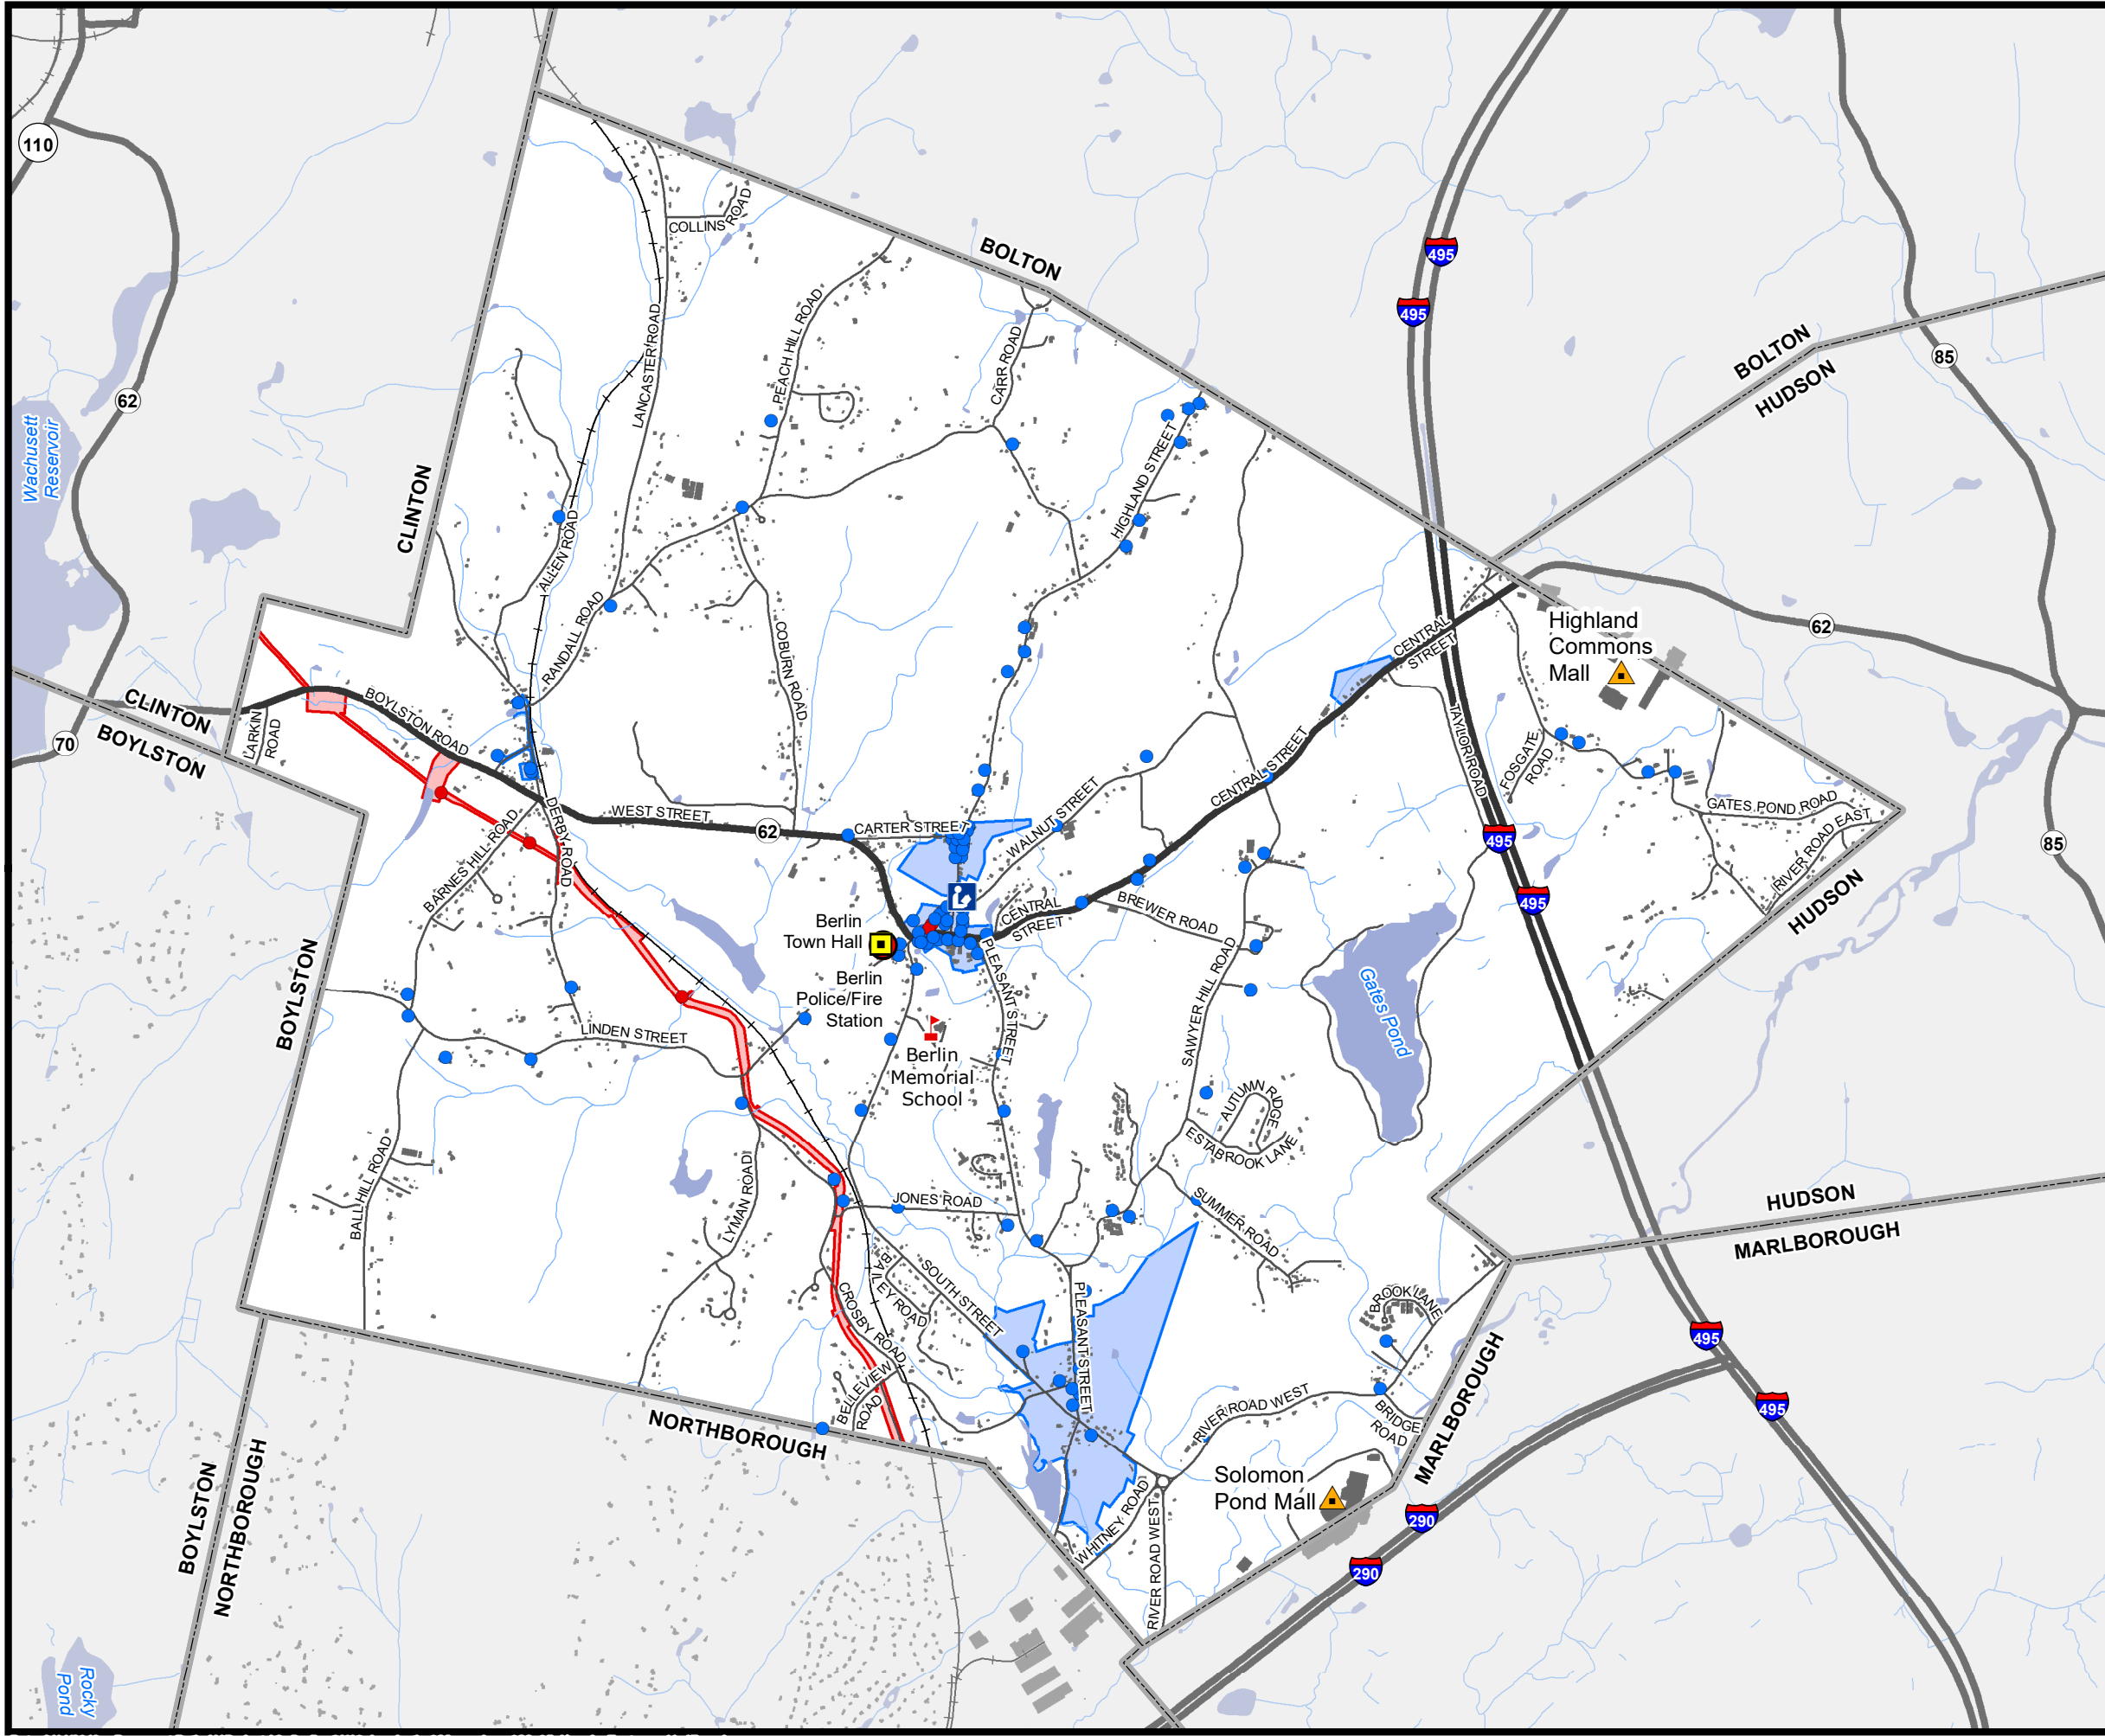 110
COLLINS ROAD
BOLTON
495
495
LANCASTER ROAD
PEACH HILL ROAD
CARR ROAD
BOLTON
HUDSON
85
62
Wachusett
Reservoir
CLINTON
HIGHLAND STREET
ALLEN ROAD
RANDALL ROAD
COBURN ROAD
CENTRAL
STREET
Highland
Commons
Mall
62
CLINTON
BOYLSTON
70
LARKIN
ROAD
BOYLSTON ROAD
TAYLOR ROAD
FOSGATE
ROAD
CENTRAL STREET
GATES POND ROAD
RIVER ROAD EAST
HUDSON
85
WEST STREET
62
CARTER STREET
WALNUT STREET
495
495
DERBY ROAD
BARNES HILL ROAD
BREWER ROAD
CENTRAL
STREET
Berlin
Town Hall
Berlin
Police/Fire
Station
PLEASANT STREET
SAWYER HILL ROAD
Gates Pond
BOYLSTON
LINDEN STREET
Berlin
Memorial
School
AUTUMN RIDGE
ESTABROOK LANE
BALL HILL ROAD
LYMAN ROAD
JONES ROAD
SUMMER ROAD
HUDSON
MARLBOROUGH
BAILEY ROAD
SOUTH STREET
CROSBY ROAD
PLEASANT STREET
BROOK LANE
495
495
BELLEVIEW
ROAD
RIVER ROAD WEST
BRIDGE
ROAD
MARLBOROUGH
NORTHBOROUGH
BOYLSTON
NORTHBOROUGH
Solomon
Pond Mall
WHITNEY ROAD
RIVER ROAD WEST
290
290
Rocky
Pond